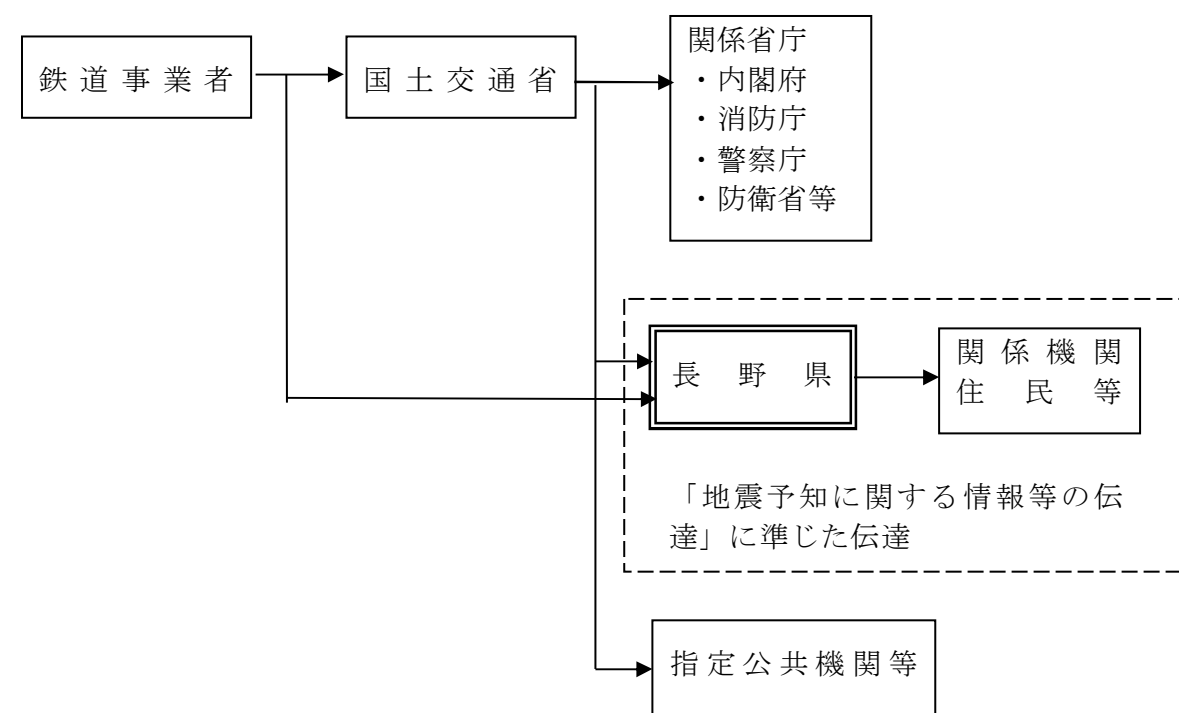 鉄道事業者
国土交通省
関係省庁
・内閣府
・消防庁
・警察庁
・防衛省等
長野県
関係機関
住民等
「地震予知に関する情報等の伝
達」に準じた伝達
指定公共機関等